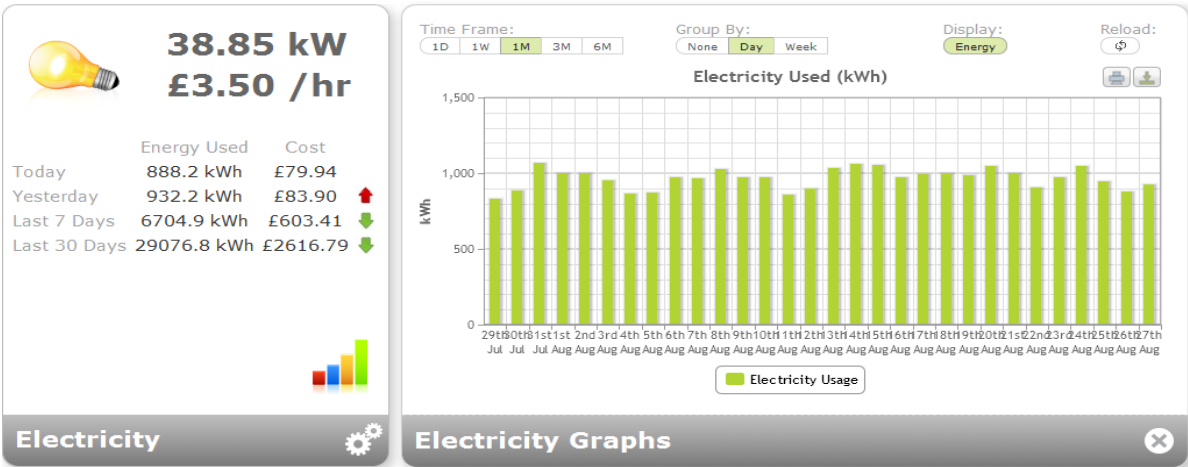 38.85 kW
£3.50 /hr
Energy Used Cost
Today 888.2 kWh £79.94
Yesterday 932.2 kWh £83.90
Last 7 Days 6704.9 kWh £603.41
Last 30 Days 29076.8 kWh £2616.79
Electricity
Time Frame: Group By: Display: Reload:
1D 1W 1M 3M 6M None Day Week Energy
Electricity Used (kWh)
1,500
1,000
kWh
500
0
29th 30th 31st 1st 2nd 3rd 4th 5th 6th 7th 8th 9th 10th 11th 12th 13th 14th 15th 16th 17th 18th 19th 20th 21st 22nd 23rd 24th 25th 26th 27th
Jul Jul Jul Aug Aug Aug Aug Aug Aug Aug Aug Aug Aug Aug Aug Aug Aug Aug Aug Aug Aug Aug Aug Aug Aug Aug Aug Aug Aug Aug
Electricity Usage
Electricity Graphs